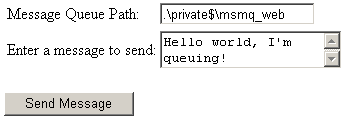 Message Queue Path: .\private$\msmq_web
Enter a message to send: Hello world, I'm
queuing!
Send Message